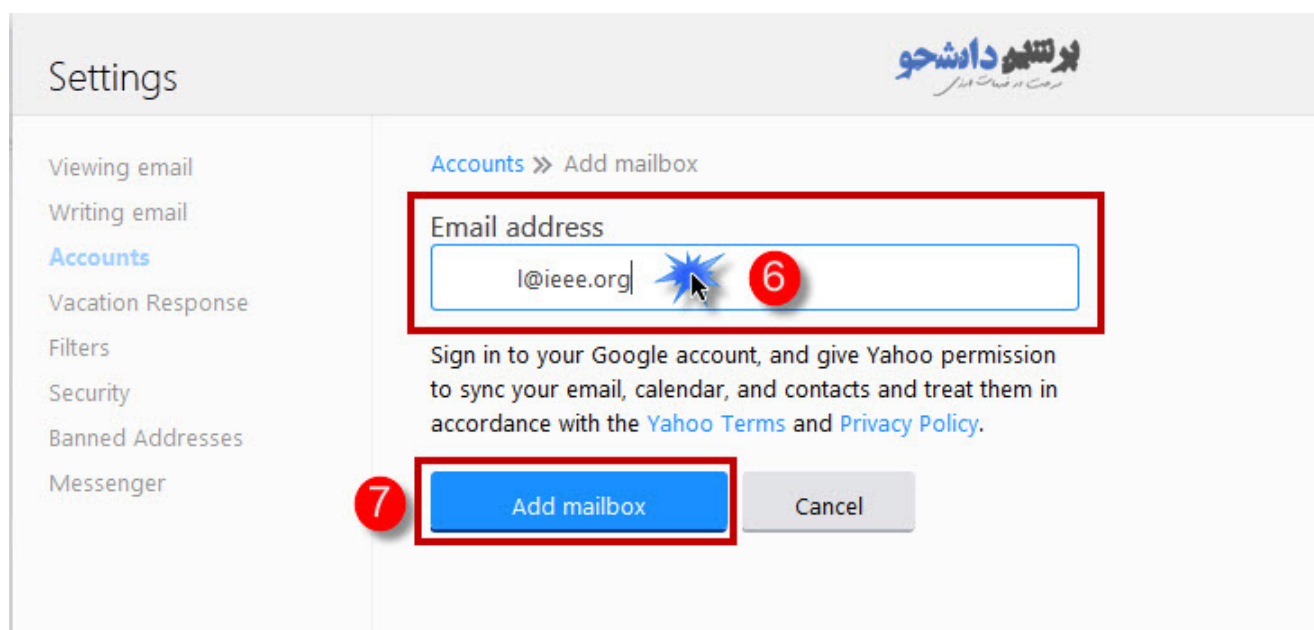 Settings
پرشین دانشجو
Viewing email
Writing email
Accounts
Vacation Response
Filters
Security
Banned Addresses
Messenger
Accounts >> Add mailbox
Email address
l@ieee.org
6
Sign in to your Google account, and give Yahoo permission
to sync your email, calendar, and contacts and treat them in
accordance with the Yahoo Terms and Privacy Policy.
7
Add mailbox
Cancel